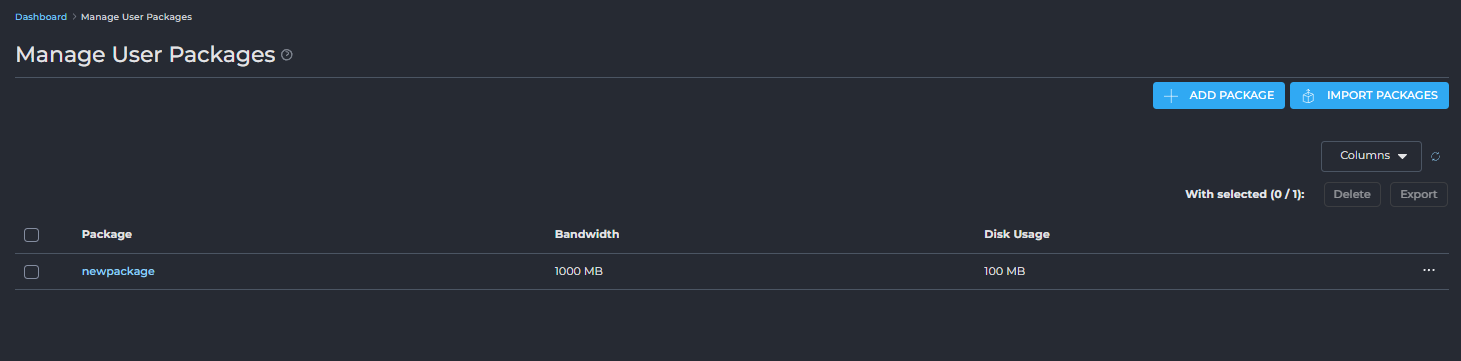 Dashboard > Manage User Packages
Manage User Packages ?
ADD PACKAGE IMPORT PACKAGES
Columns
With selected (0 / 1): Delete Export
Package Bandwidth Disk Usage
newpackage 1000 MB 100 MB ...